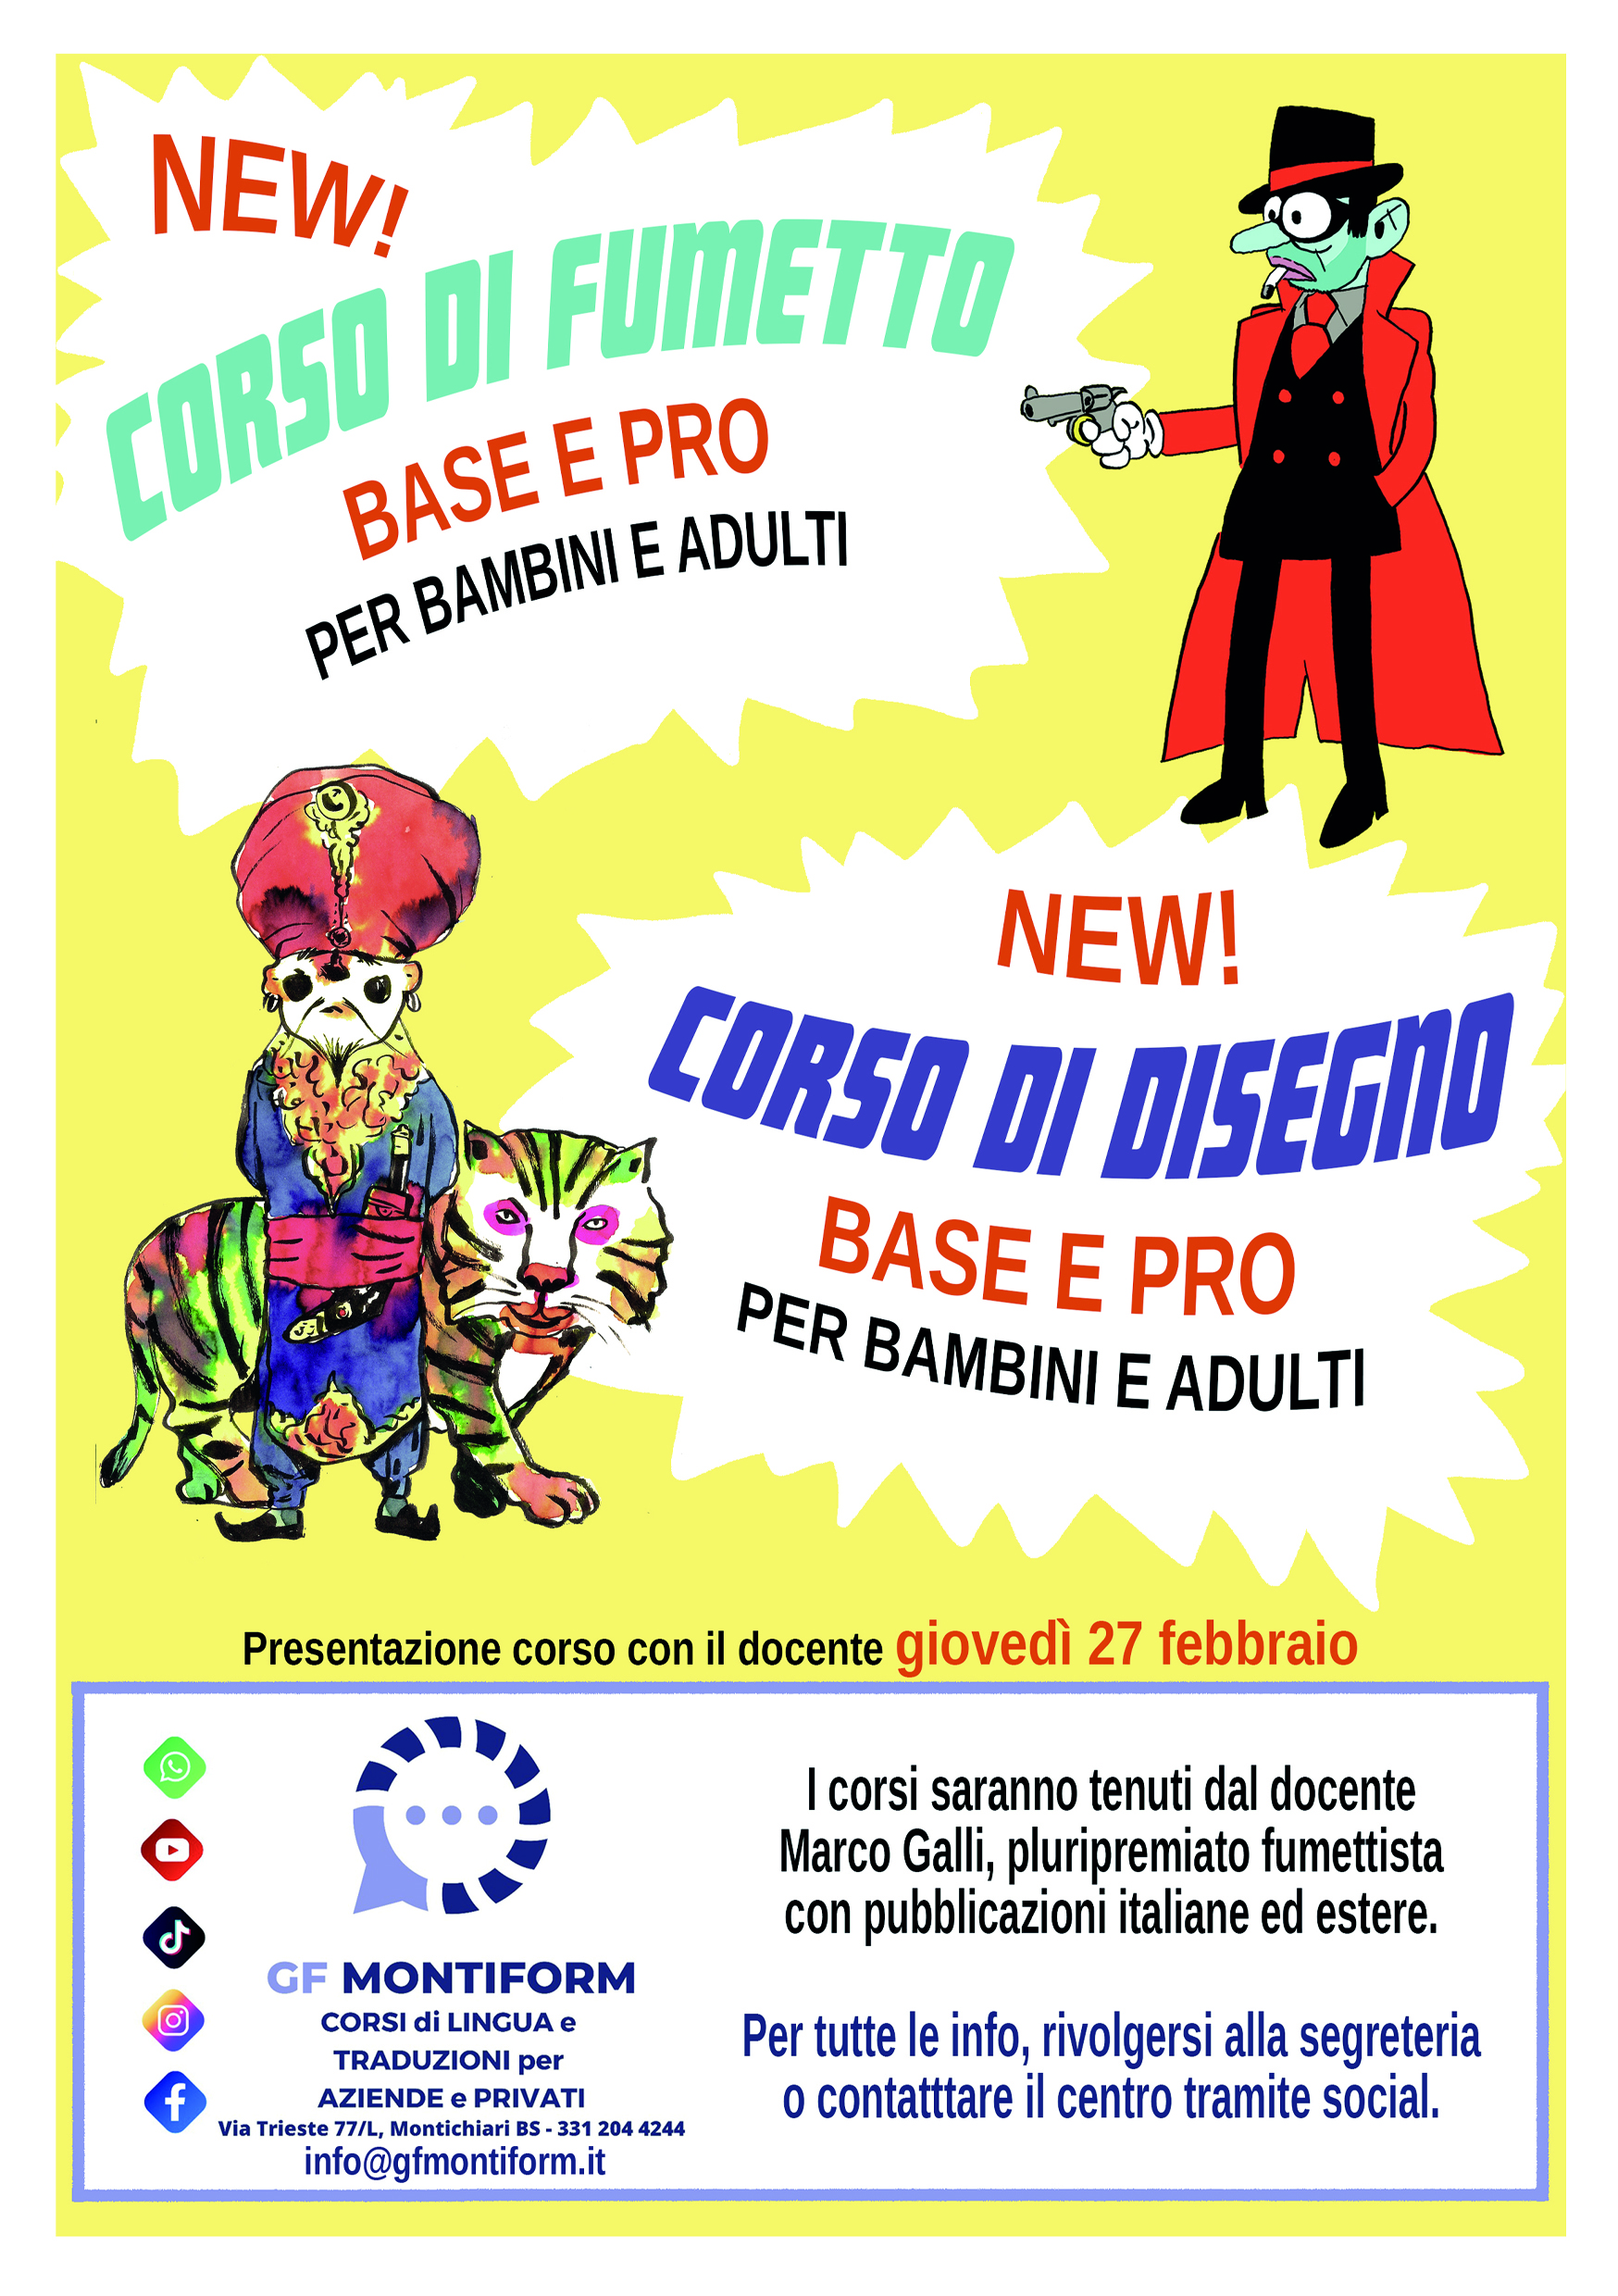 NEW!
CORSO DI FUMETTO
BASE E PRO
PER BAMBINI E ADULTI
NEW!
CORSO DI DISEGNO
BASE E PRO
PER BAMBINI E ADULTI
Presentazione corso con il docente giovedì 27 febbraio
I corsi saranno tenuti dal docente
Marco Galli, pluripremiato fumettista
con pubblicazioni italiane ed estere.
GF MONTIFORM
CORSI di LINGUA e
TRADUZIONI per
AZIENDE e PRIVATI
Via Trieste 77/L, Montichiari BS - 331 204 4244
info@gfmontiform.it
Per tutte le info, rivolgersi alla segreteria
o contatttare il centro tramite social.